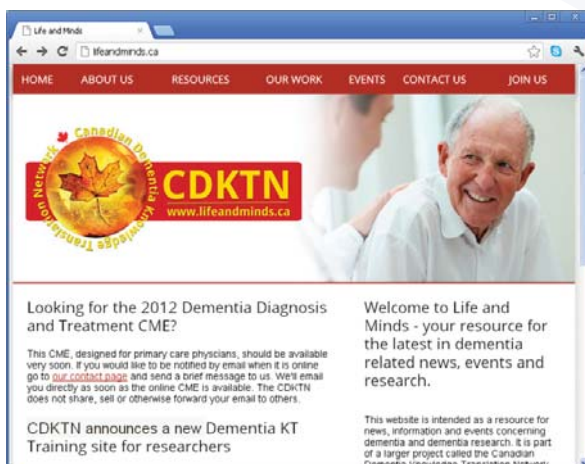 Life and Minds
lifeandminds.ca
HOME ABOUT US RESOURCES OUR WORK EVENTS CONTACT US JOIN US
Canadian Dementia Knowledge Translation Network
CDKTN
www.lifeandminds.ca
Looking for the 2012 Dementia Diagnosis
and Treatment CME?
This CME, designed for primary care physcians, should be available
very soon. If you would like to be notified by email when it is online
go to our contact page and send a brief message to us. We'll email
you directly as soon as the online CME is available. The CDKTN
does not share, sell or otherwise forward your email to others.
CDKTN announces a new Dementia KT
Training site for researchers
Welcome to Life and
Minds - your resource for
the latest in dementia
related news, events and
research.
This website is intended as a resource for
news, information and events concerning
dementia and dementia research. It is part
of a larger project called the Canadian
Dementia Knowledge Translation Network